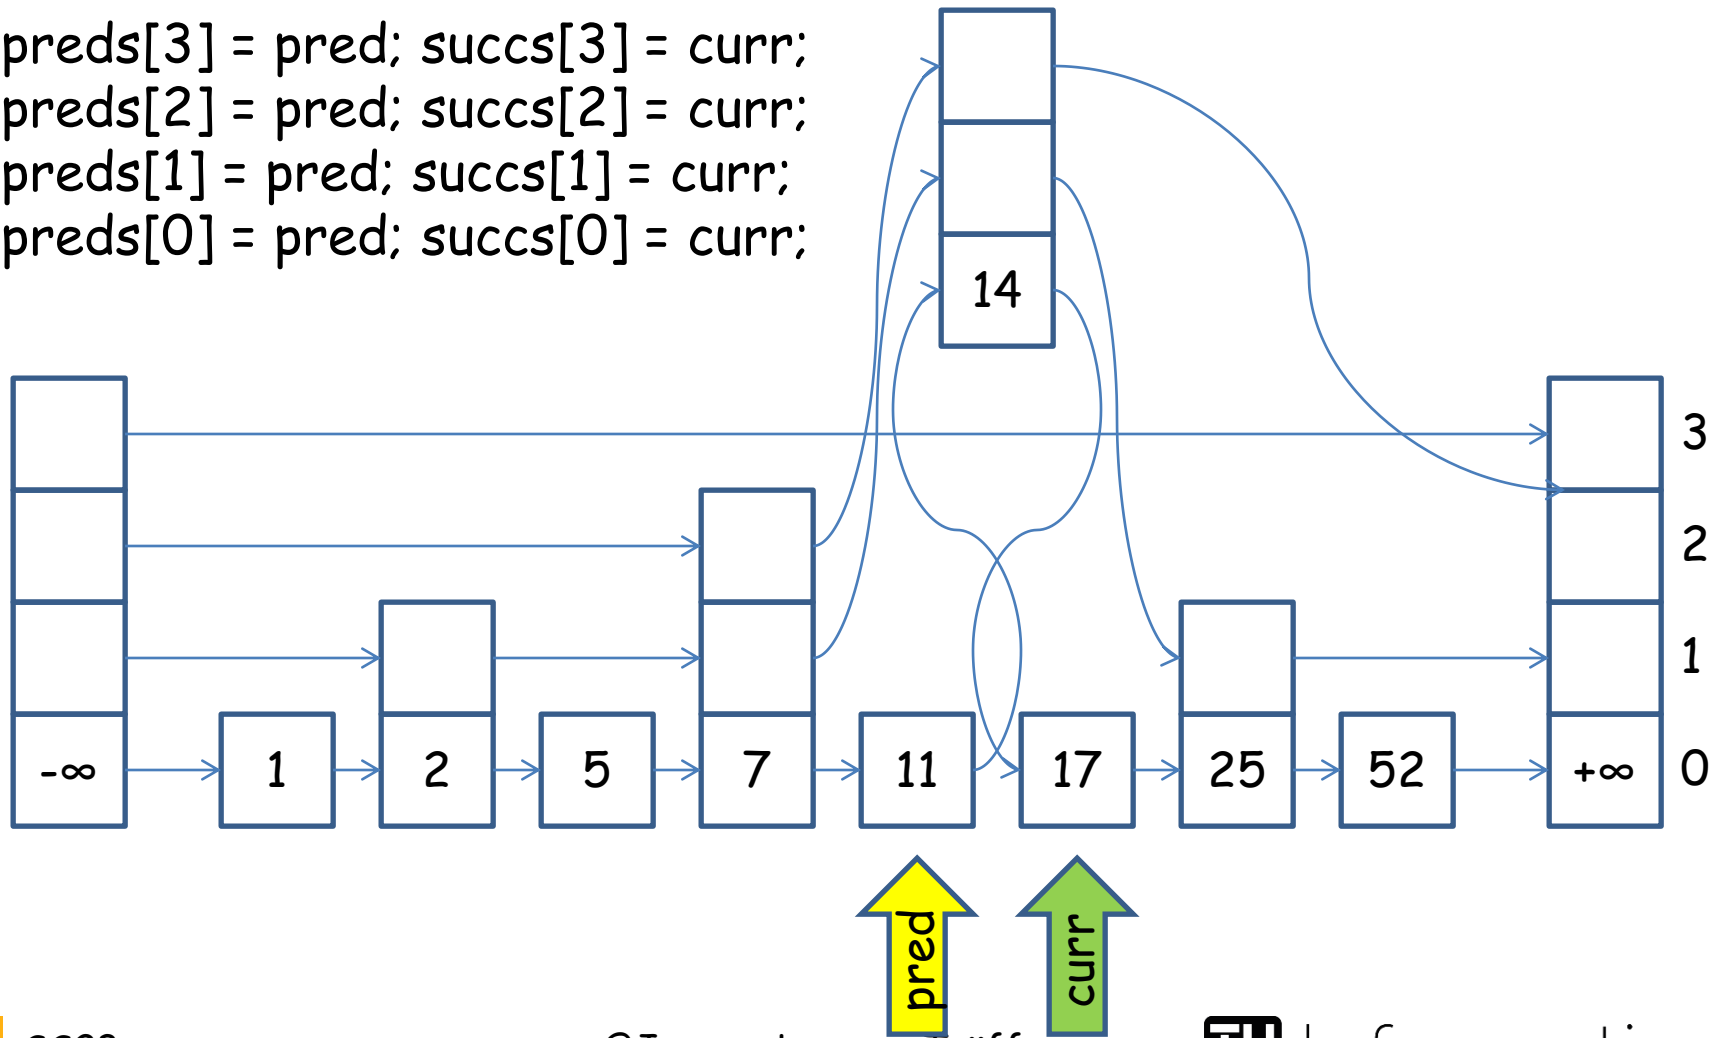 preds[3] = pred; succs[3] = curr;
preds[2] = pred; succs[2] = curr;
preds[1] = pred; succs[1] = curr;
preds[0] = pred; succs[0] = curr;
14
3
2
1
-∞ 1 2 5 7 11 17 25 52 +∞ 0
pred curr